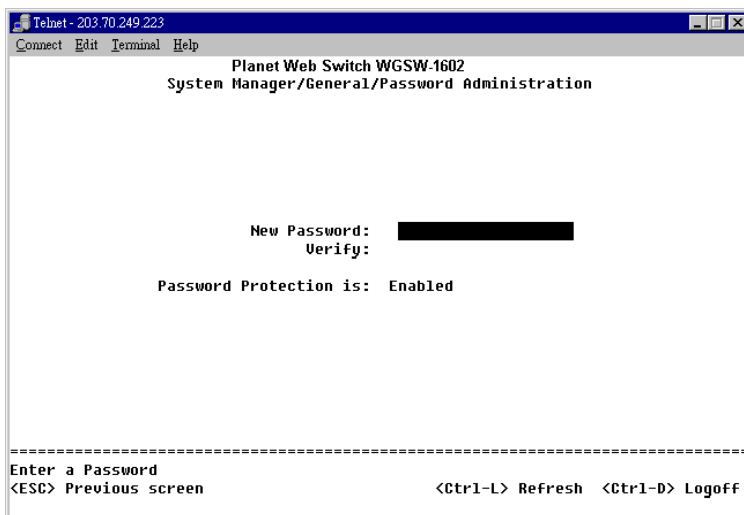 Telnet - 203.70.249.223
Connect Edit Terminal Help
Planet Web Switch WGSW-1602
System Manager/General/Password Administration
New Password:
Verify:
Password Protection is: Enabled
================================================================================
Enter a Password
<ESC> Previous screen <Ctrl-L> Refresh <Ctrl-D> Logoff